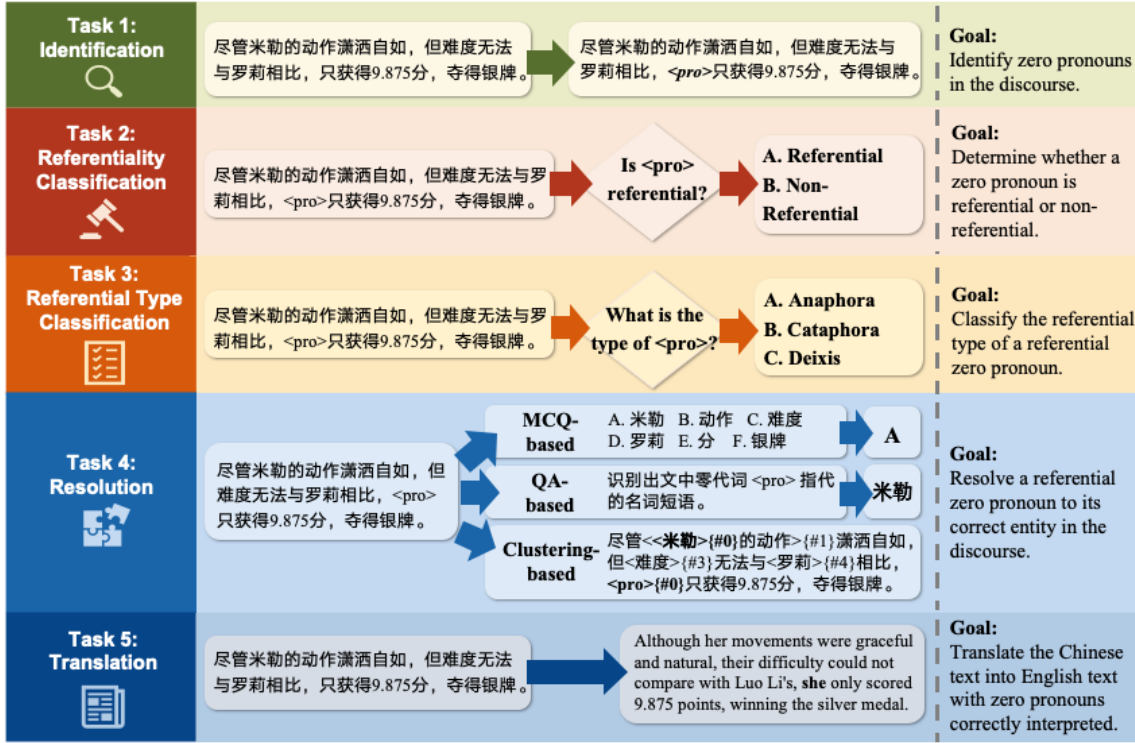 Task 1:
Identification
尽管米勒的动作潇洒自如，但难度无法
与罗莉相比，只获得9.875分，夺得银牌。
尽管米勒的动作潇洒自如，但难度无法与
罗莉相比，<pro>只获得9.875分，夺得银牌。
Goal:
Identify zero pronouns
in the discourse.
Task 2:
Referentiality
Classification
尽管米勒的动作潇洒自如，但难度无法与罗
莉相比，<pro>只获得9.875分，夺得银牌。
Is <pro>
referential?
A. Referential
B. Non-
Referential
Goal:
Determine whether a
zero pronoun is
referential or non-
referential.
Task 3:
Referential Type
Classification
尽管米勒的动作潇洒自如，但难度无法与罗
莉相比，<pro>只获得9.875分，夺得银牌。
What is the
type of <pro>?
A. Anaphora
B. Cataphora
C. Deixis
Goal:
Classify the referential
type of a referential
zero pronoun.
Task 4:
Resolution
尽管米勒的动作潇洒自如，但
难度无法与罗莉相比，<pro>
只获得9.875分，夺得银牌。
MCQ-
based
A. 米勒 B. 动作 C. 难度
D. 罗莉 E. 分 F. 银牌
A
QA-
based
识别出文中零代词 <pro> 指代
的名词短语。
米勒
Clustering-
based
尽管<<米勒>{#0}的动作>{#1}潇洒自如，
但<难度>{#3}无法与<罗莉>{#4}相比，
<pro>{#0}只获得9.875分，夺得银牌。
Goal:
Resolve a referential
zero pronoun to its
correct entity in the
discourse.
Task 5:
Translation
尽管米勒的动作潇洒自如，但难度无法
与罗莉相比，只获得9.875分，夺得银牌。
Although her movements were graceful
and natural, their difficulty could not
compare with Luo Li's, she only scored
9.875 points, winning the silver medal.
Goal:
Translate the Chinese
text into English text
with zero pronouns
correctly interpreted.